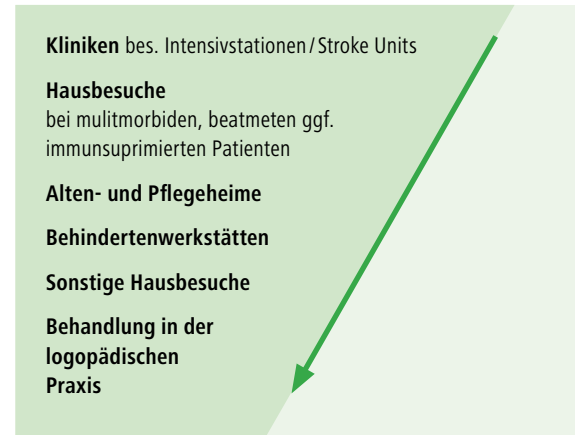 Kliniken bes. Intensivstationen / Stroke Units
Hausbesuche
bei mulitmorbiden, beatmeten ggf.
immunsuprimierten Patienten
Alten- und Pflegeheime
Behindertenwerkstätten
Sonstige Hausbesuche
Behandlung in der
logopädischen
Praxis